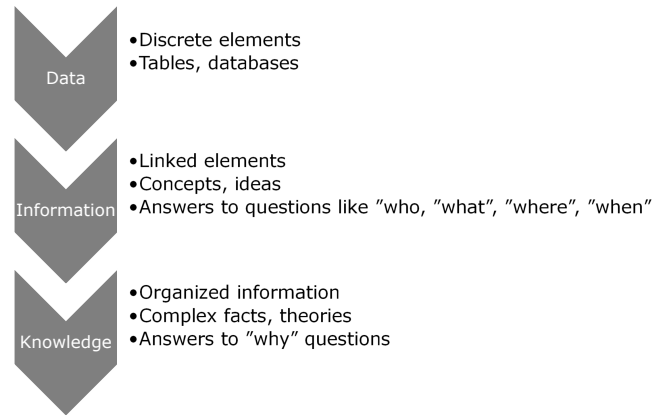 Data
•Discrete elements
•Tables, databases
Information
•Linked elements
•Concepts, ideas
•Answers to questions like ”who, ”what”, ”where”, ”when”
Knowledge
•Organized information
•Complex facts, theories
•Answers to ”why” questions